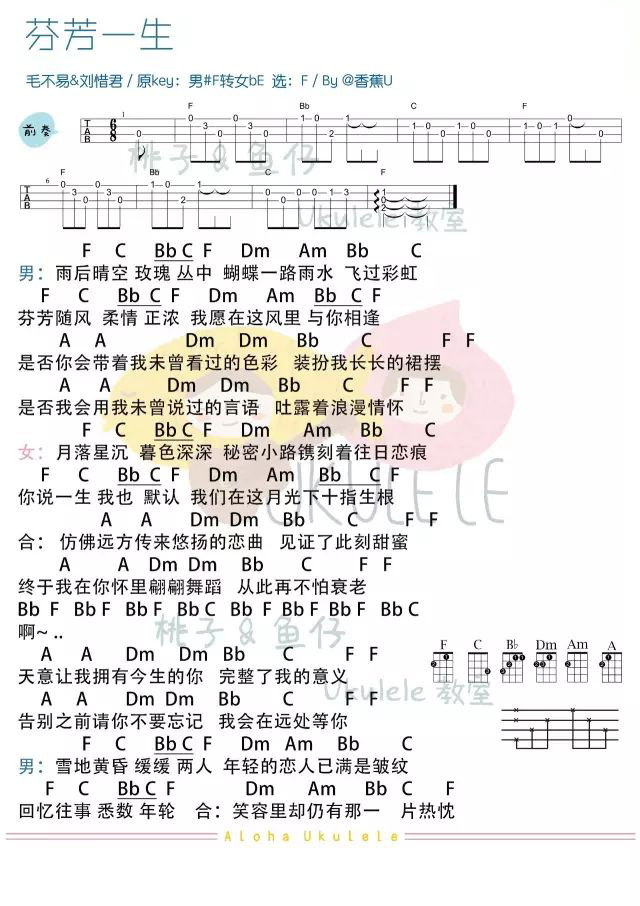 芬芳一生
毛不易&刘惜君 / 原key：男#F转女bE 选：F / By @香蕉U
前奏
F Bb C F
桃子&鱼仔
F Bb C F
Ukulele教室
F C Bb C F Dm Am Bb C
男：雨后晴空 玫瑰 丛中 蝴蝶一路雨水 飞过彩虹
F C Bb C F Dm Am Bb C F
芬芳随风 柔情 正浓 我愿在这风里 与你相逢
A A Dm Dm Bb C F F
是否你会带着我未曾看过的色彩 装扮我长长的裙摆
A A Dm Dm Bb C F F
是否我会用我未曾说过的言语 吐露着浪漫情怀
F C Bb C F Dm Am Bb C
女：月落星沉 暮色深深 秘密小路镌刻着往日恋痕
F C Bb C F Dm Am Bb C F
你说一生 我也 默认 我们在这月光下十指生根
UKULELE
A A Dm Dm Bb C F F
合： 仿佛远方传来悠扬的恋曲 见证了此刻甜蜜
A A Dm Dm Bb C F F
终于我在你怀里翩翩舞蹈 从此再不怕衰老
Bb F Bb F Bb F Bb C Bb F Bb F Bb F Bb C
啊~ ..
桃子&鱼仔
A A Dm Dm Bb C F F
天意让我拥有今生的你 完整了我的意义
F C Bb Dm Am A
Ukulele教室
A A Dm Dm Bb C F F
告别之前请你不要忘记 我会在远处等你
F C Bb C F Dm Am Bb C
男：雪地黄昏 缓缓 两人 年轻的恋人已满是皱纹
F C Bb C F Dm Am Bb C F
回忆往事 悉数 年轮 合：笑容里却仍有那一 片热忱
Aloha Ukulele